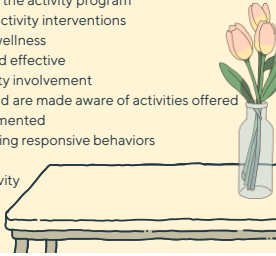 the activity program
ctivity interventions
wellness
d effective
ty involvement
d are made aware of activities offered
mented
ing responsive behaviors
vity